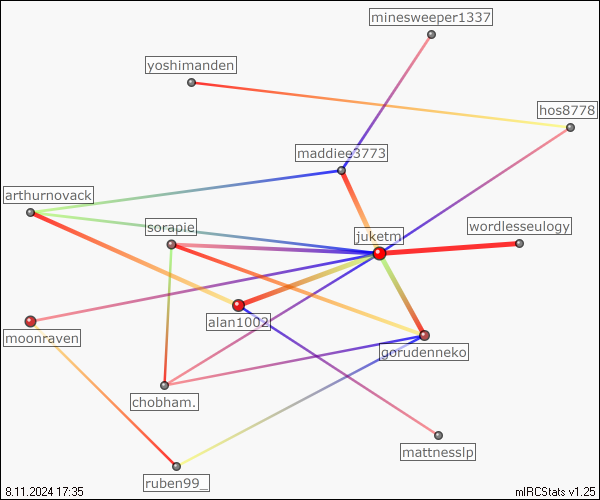 minesweeper1337
yoshimanden
hos8778
maddiee3773
arthurnovack
sorapie
wordlesseulogy
juketm
alan1002
moonraven
gorudenneko
chobham.
mattnesslp
ruben99_
8.11.2024 17:35
mIRCStats v1.25